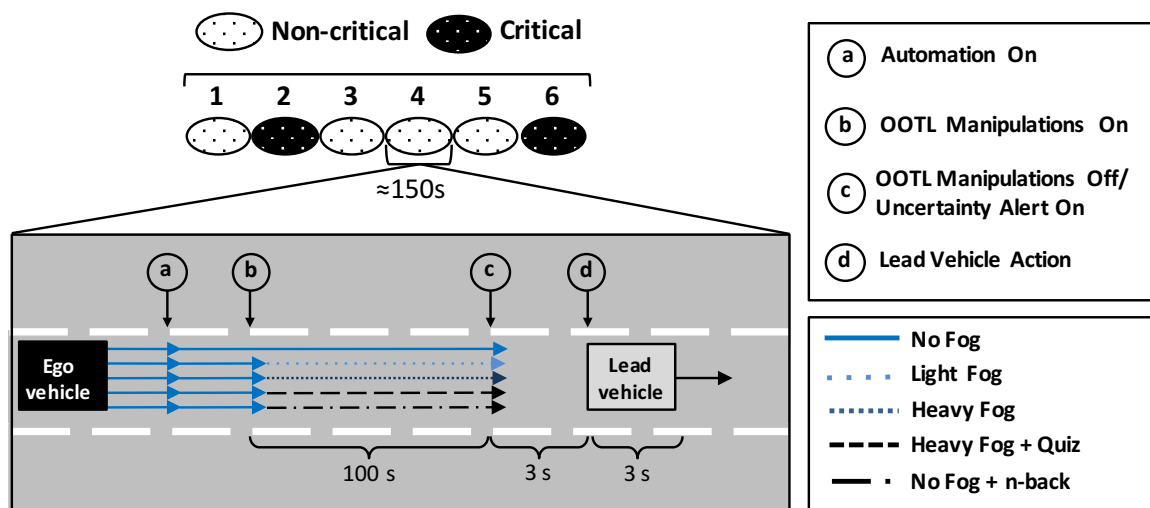 Non-critical
Critical
1 2 3 4 5 6
≈150s
a
b
c
d
Ego
vehicle
Lead
vehicle
100 s
3 s
3 s
a Automation On
b OOTL Manipulations On
c OOTL Manipulations Off/
Uncertainty Alert On
d Lead Vehicle Action
No Fog
Light Fog
Heavy Fog
Heavy Fog + Quiz
No Fog + n-back